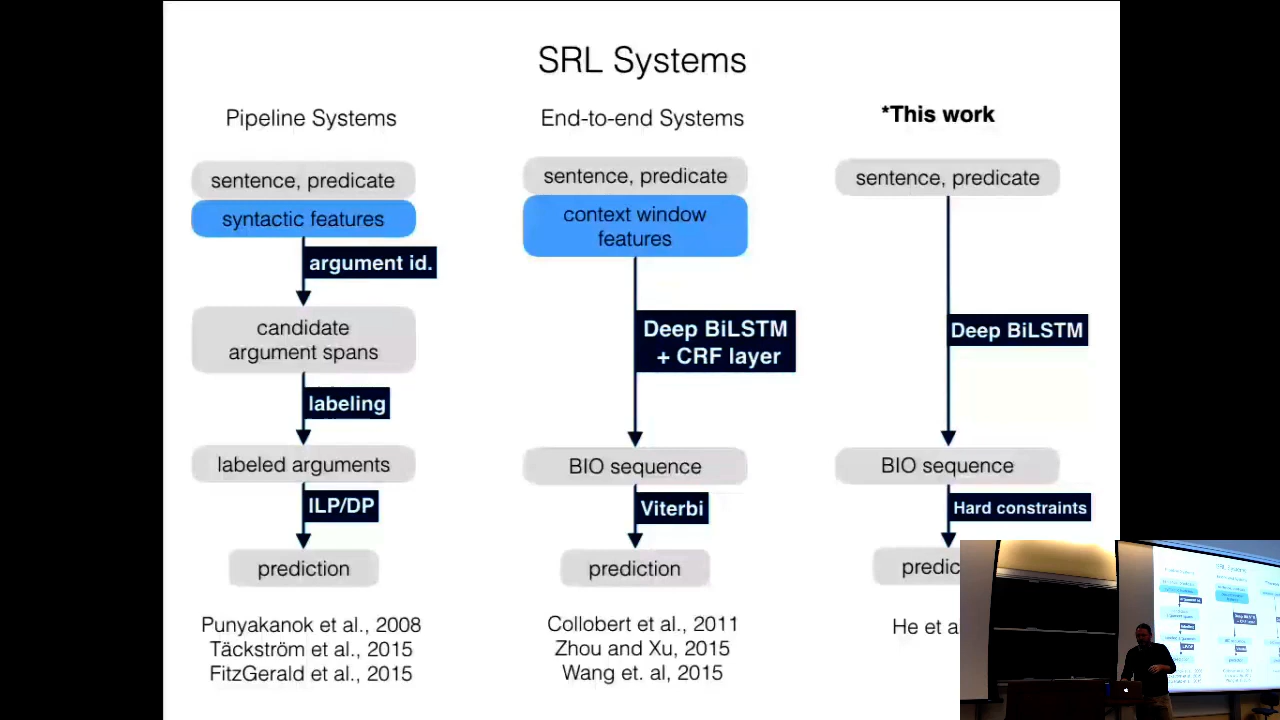 SRL Systems
Pipeline Systems
sentence, predicate
syntactic features
argument id.
candidate
argument spans
labeling
labeled arguments
ILP/DP
prediction
Punyakanok et al., 2008
Täckström et al., 2015
FitzGerald et al., 2015
End-to-end Systems
sentence, predicate
context window
features
Deep BiLSTM
+ CRF layer
BIO sequence
Viterbi
prediction
Collobert et al., 2011
Zhou and Xu, 2015
Wang et. al, 2015
*This work
sentence, predicate
Deep BiLSTM
BIO sequence
Hard constraints
predic
He et a
SRL Systems